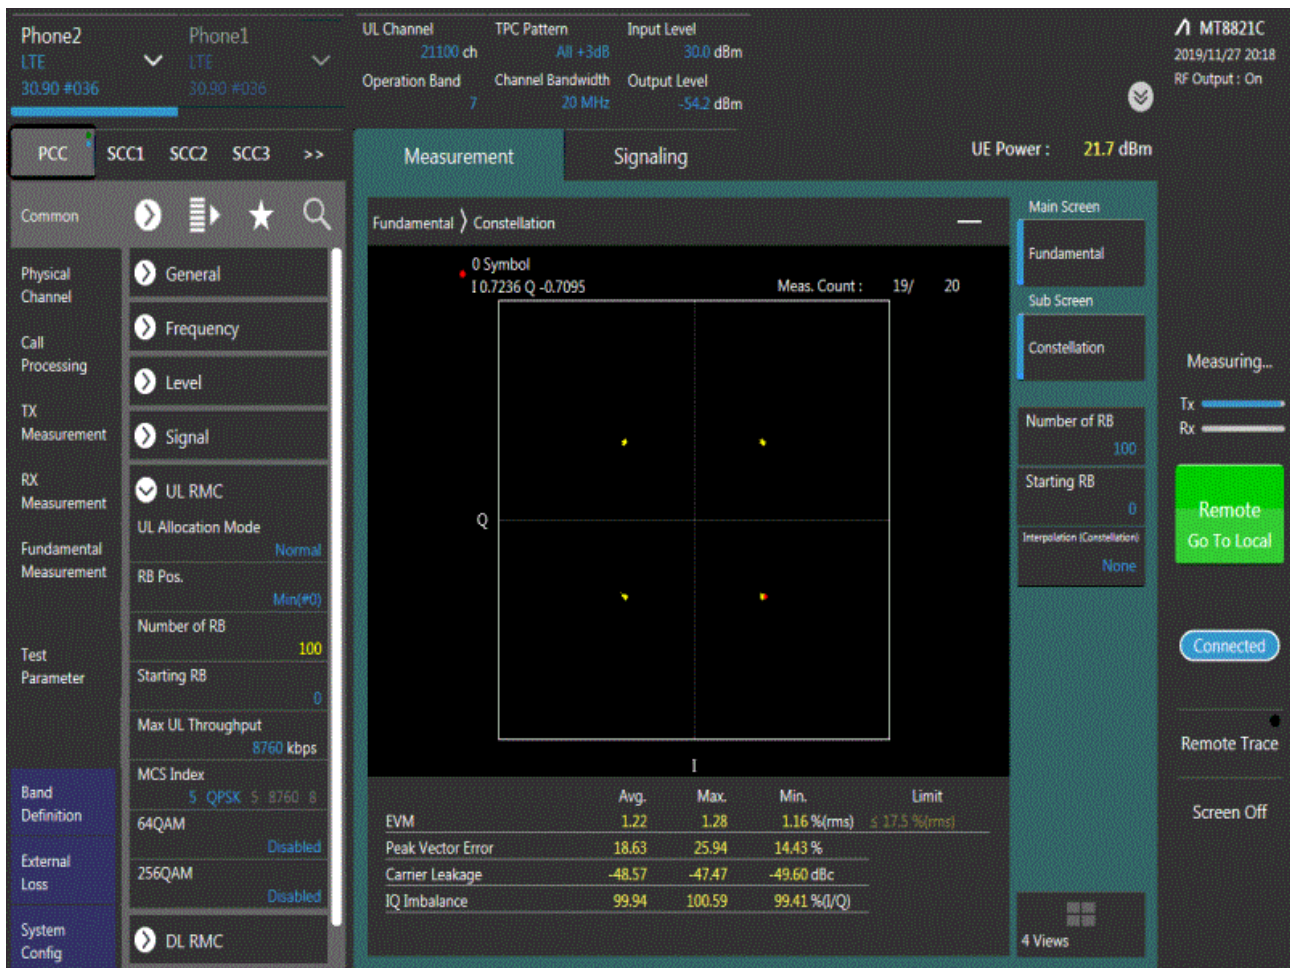 Phone2
LTE
30.90 #036
Phone1
LTE
30.90 #036
UL Channel
21100 ch
TPC Pattern
All +3dB
Input Level
30.0 dBm
Operation Band
7
Channel Bandwidth
20 MHz
Output Level
-54.2 dBm
MT8821C
2019/11/27 20:18
RF Output : On
PCC SCC1 SCC2 SCC3 >>
Measurement
Signaling
UE Power : 21.7 dBm
Common
Physical
Channel
Call
Processing
TX
Measurement
RX
Measurement
Fundamental
Measurement
Test
Parameter
Band
Definition
External
Loss
System
Config
General
Frequency
Level
Signal
UL RMC
UL Allocation Mode
Normal
RB Pos.
Min(#0)
Number of RB
100
Starting RB
0
Max UL Throughput
8760 kbps
MCS Index
5 QPSK 5 8760 8
64QAM
Disabled
256QAM
Disabled
DL RMC
Fundamental 〉 Constellation
0 Symbol
I 0.7236 Q -0.7095
Meas. Count : 19/ 20
Q
I
Avg. Max. Min. Limit
EVM 1.22 1.28 1.16 %(rms) ≤ 17.5 %(rms)
Peak Vector Error 18.63 25.94 14.43 %
Carrier Leakage -48.57 -47.47 -49.60 dBc
IQ Imbalance 99.94 100.59 99.41 %(I/Q)
Main Screen
Fundamental
Sub Screen
Constellation
Number of RB
100
Starting RB
0
Interpolation (Constellation)
None
4 Views
Measuring...
Tx
Rx
Remote
Go To Local
Connected
Remote Trace
Screen Off